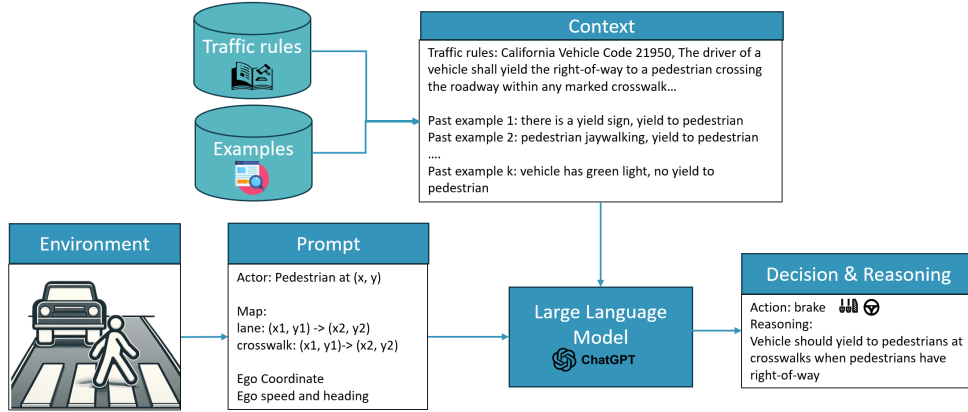 Traffic rules
Examples
Context
Traffic rules: California Vehicle Code 21950, The driver of a
vehicle shall yield the right-of-way to a pedestrian crossing
the roadway within any marked crosswalk...
Past example 1: there is a yield sign, yield to pedestrian
Past example 2: pedestrian jaywalking, yield to pedestrian
....
Past example k: vehicle has green light, no yield to
pedestrian
Environment
Prompt
Actor: Pedestrian at (x, y)
Map:
lane: (x1, y1) -> (x2, y2)
crosswalk: (x1, y1)-> (x2, y2)
Ego Coordinate
Ego speed and heading
Large Language
Model
ChatGPT
Decision & Reasoning
Action: brake
Reasoning:
Vehicle should yield to pedestrians at
crosswalks when pedestrians have
right-of-way